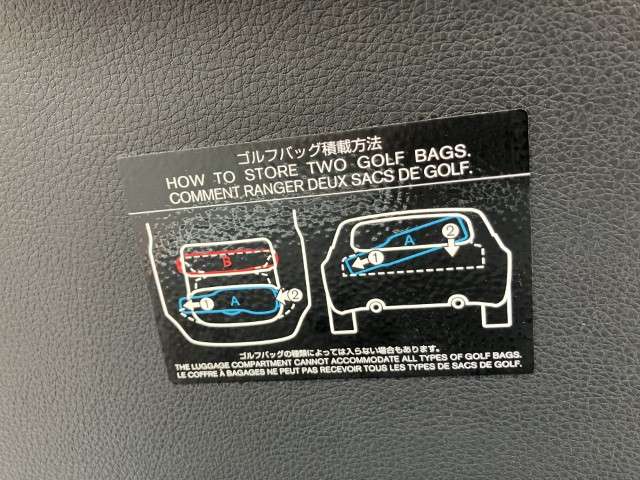 ゴルフバッグ積載方法
HOW TO STORE TWO GOLF BAGS.
COMMENT RANGER DEUX SACS DE GOLF.
B
1 A 2
A 2
1
ゴルフバッグの種類によっては入らない場合もあります。
THE LUGGAGE COMPARTMENT CANNOT ACCOMMODATE ALL TYPES OF GOLF BAGS.
LE COFFRE À BAGAGES NE PEUT PAS RECEVOIR TOUS LES TYPES DE SACS DE GOLF.